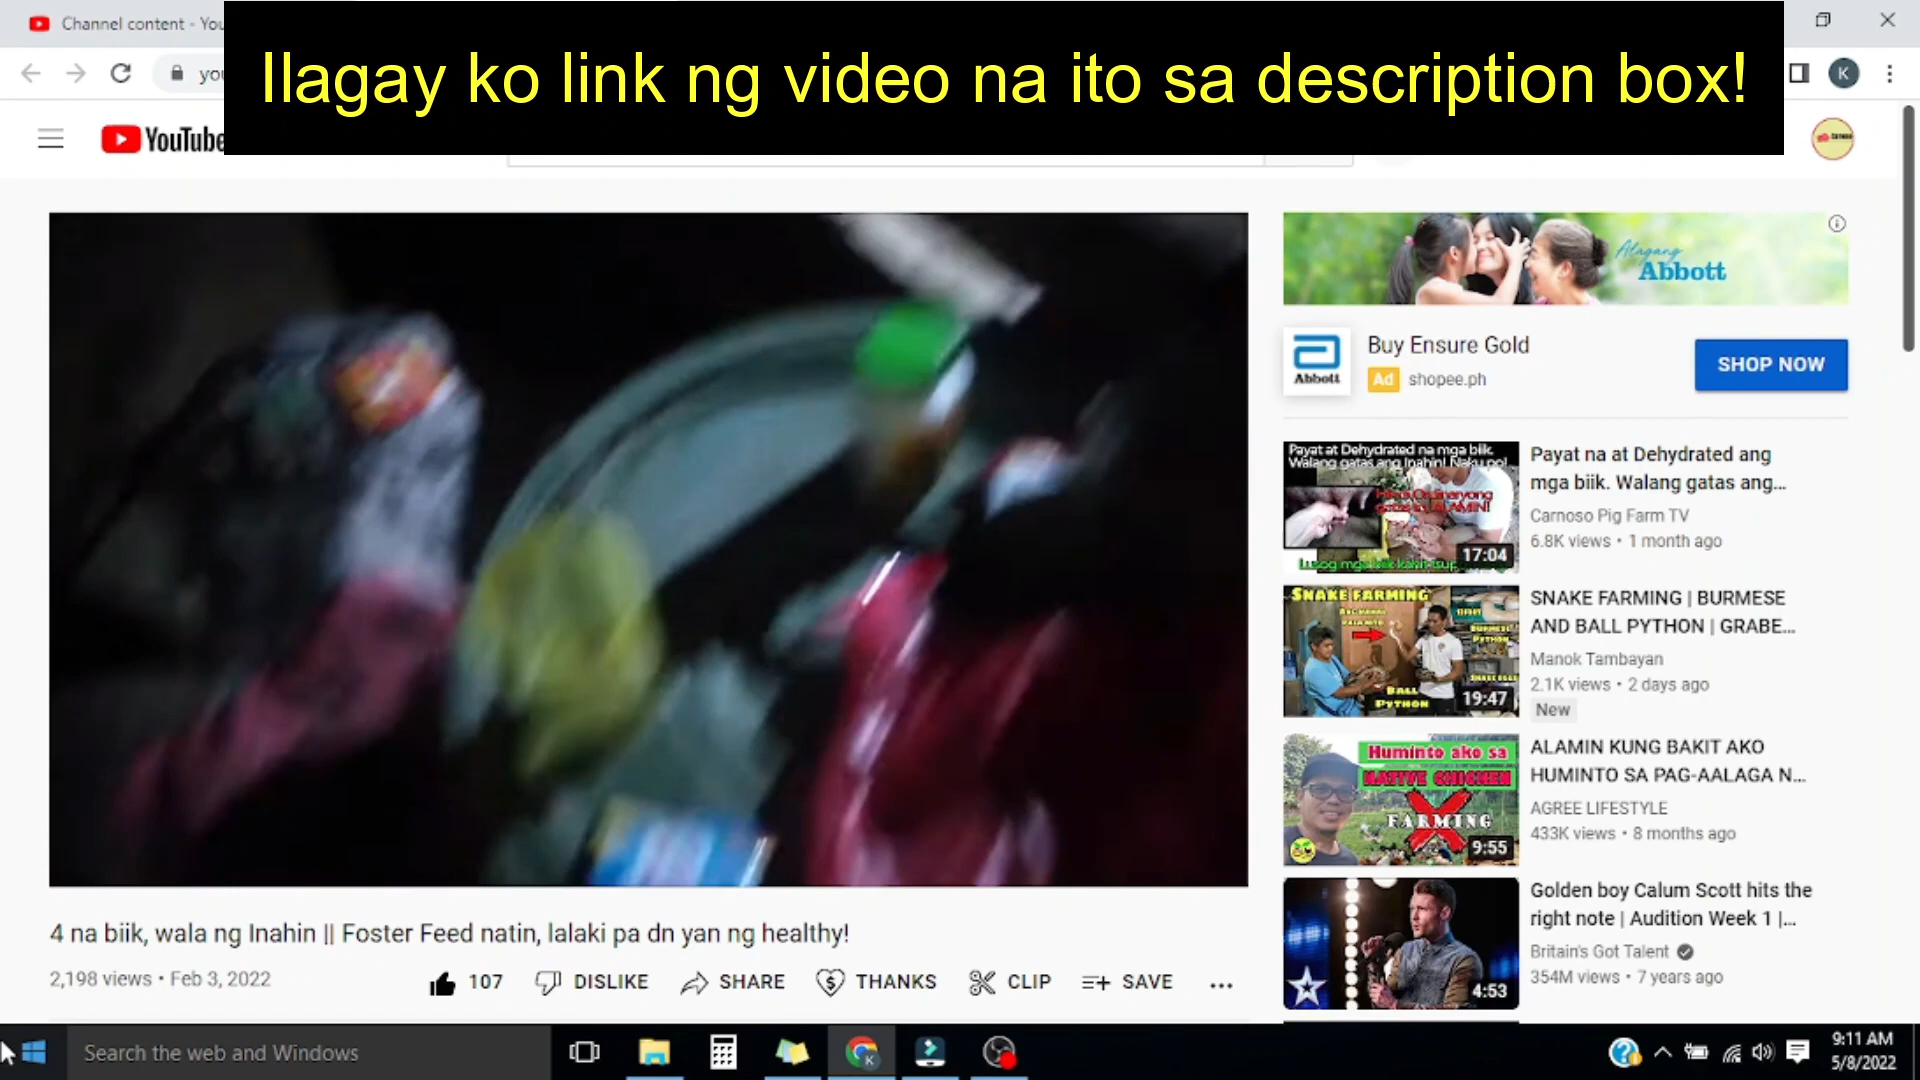 Channel content - You
Ilagay ko link ng video na ito sa description box!
you
K
YouTube
Alagang
Abbott
Abbott
Buy Ensure Gold
Ad shopee.ph
SHOP NOW
Payat at Dehydrated na mga biik.
Walang gatas ang Inahin! Naku po!
17:04
Payat na at Dehydrated ang
mga biik. Walang gatas ang...
Carnoso Pig Farm TV
6.8K views • 1 month ago
SNAKE FARMING
BALL
PYTHON
19:47
SNAKE FARMING | BURMESE
AND BALL PYTHON | GRABE...
Manok Tambayan
2.1K views • 2 days ago
New
Huminto ako sa
NATIVE CHICKEN
FARMING
9:55
ALAMIN KUNG BAKIT AKO
HUMINTO SA PAG-AALAGA N...
AGREE LIFESTYLE
433K views • 8 months ago
4:53
Golden boy Calum Scott hits the
right note | Audition Week 1 |...
Britain's Got Talent
354M views • 7 years ago
4 na biik, wala ng Inahin || Foster Feed natin, lalaki pa dn yan ng healthy!
2,198 views • Feb 3, 2022
107 DISLIKE SHARE THANKS CLIP SAVE ...
Search the web and Windows
9:11 AM
5/8/2022